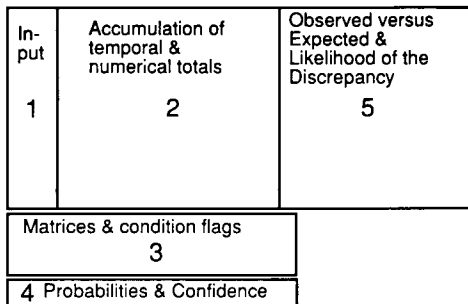 In-
put
1
Accumulation of
temporal &
numerical totals
2
Observed versus
Expected &
Likelihood of the
Discrepancy
5
Matrices & condition flags
3
4 Probabilities & Confidence